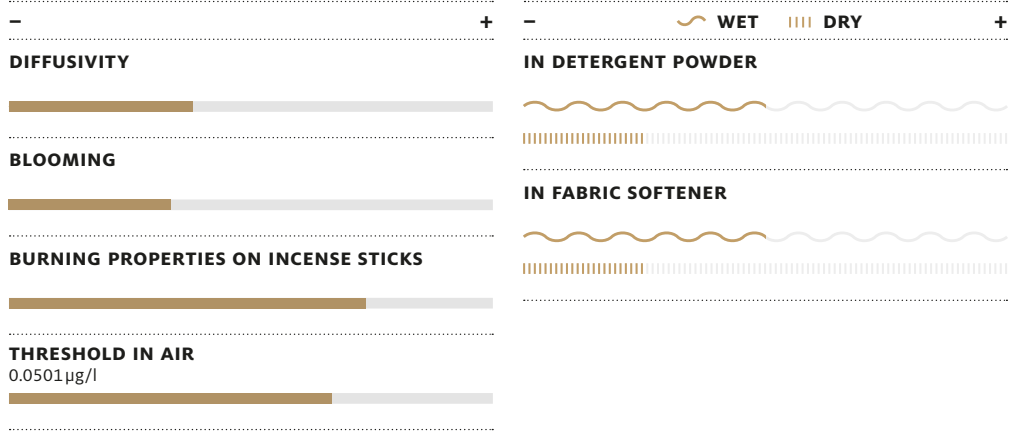 – +
DIFFUSIVITY
BLOOMING
BURNING PROPERTIES ON INCENSE STICKS
THRESHOLD IN AIR
0.0501µg/l
– WET DRY +
IN DETERGENT POWDER
IN FABRIC SOFTENER